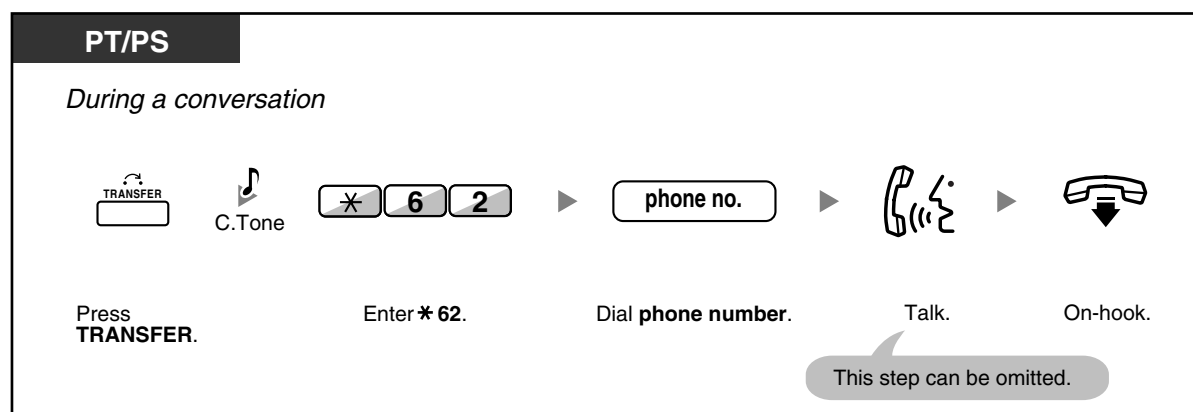 PT/PS
During a conversation
TRANSFER
C.Tone
* 6 2
phone no.
Press
TRANSFER.
Enter * 62.
Dial phone number.
Talk.
On-hook.
This step can be omitted.